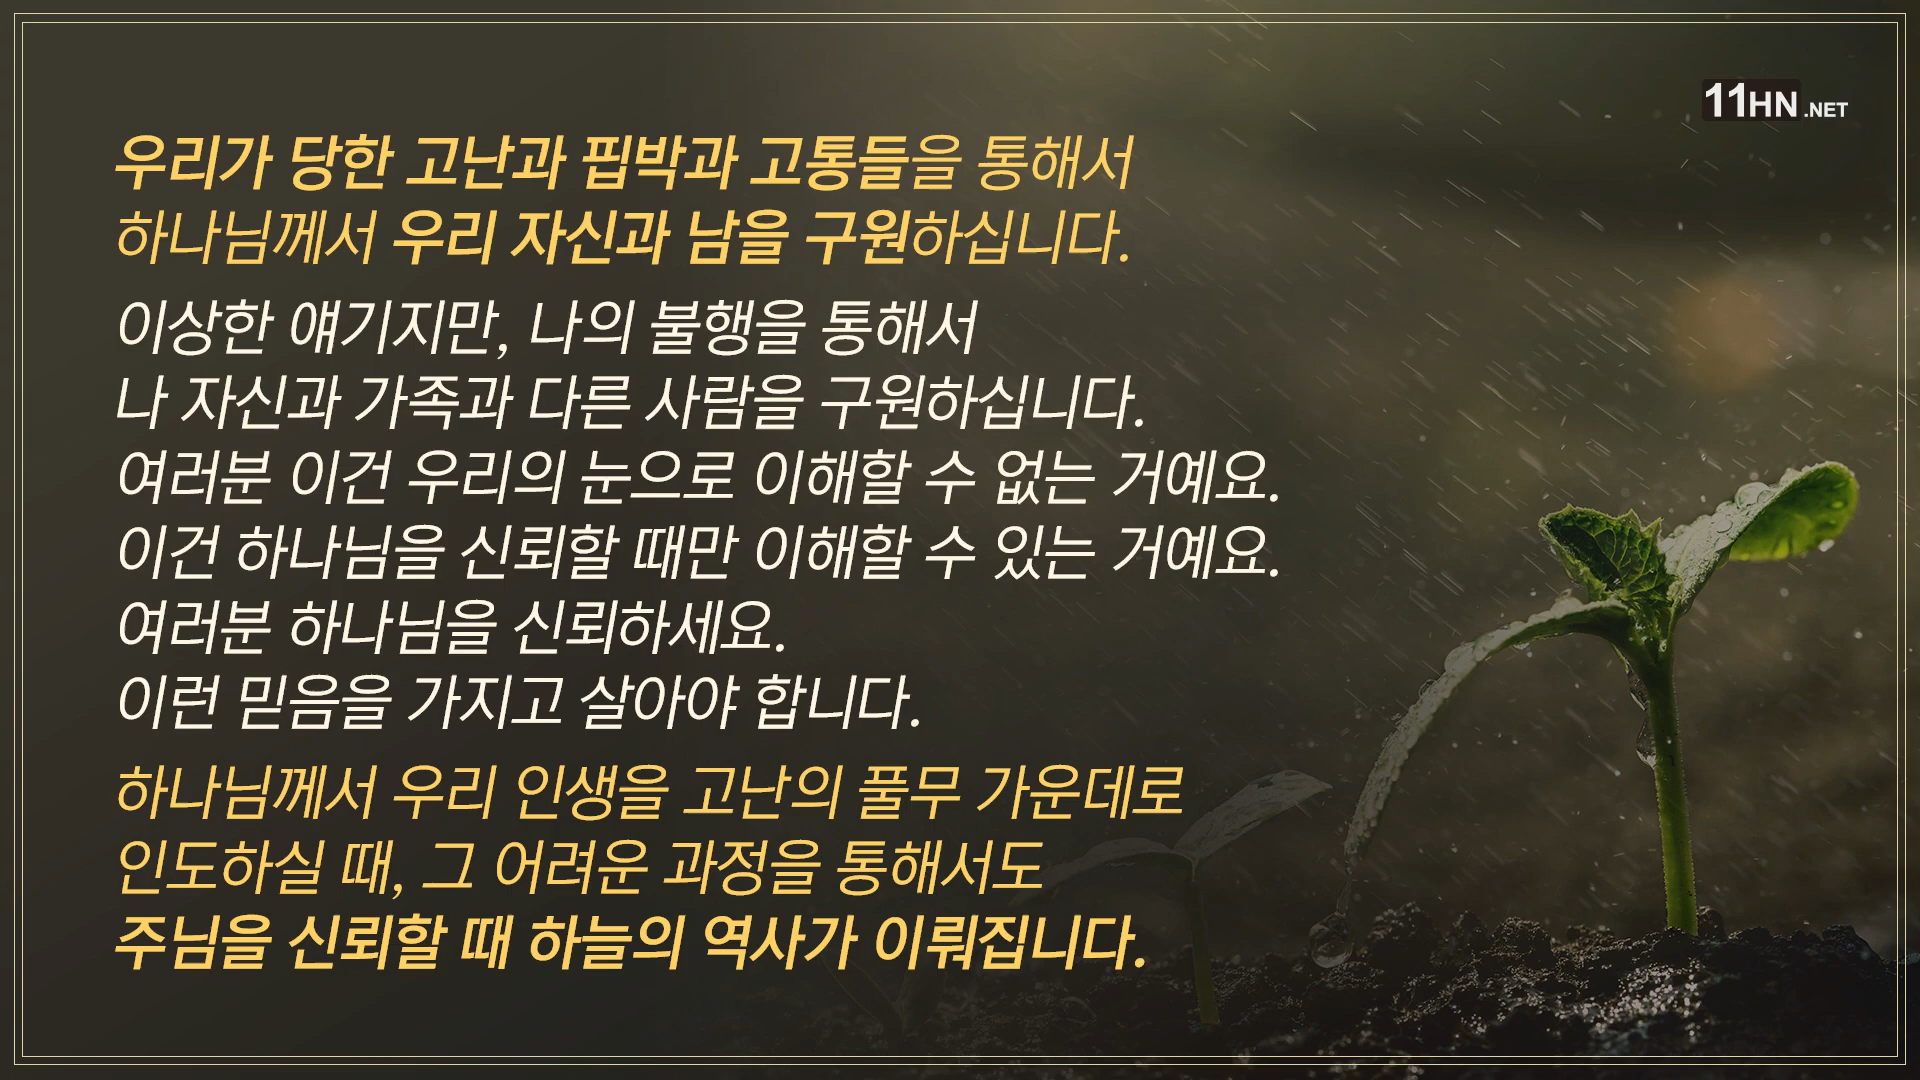 11HN.NET
우리가 당한 고난과 핍박과 고통들을 통해서
하나님께서 우리 자신과 남을 구원하십니다.
이상한 얘기지만, 나의 불행을 통해서
나 자신과 가족과 다른 사람을 구원하십니다.
여러분 이건 우리의 눈으로 이해할 수 없는 거예요.
이건 하나님을 신뢰할 때만 이해할 수 있는 거예요.
여러분 하나님을 신뢰하세요.
이런 믿음을 가지고 살아야 합니다.
하나님께서 우리 인생을 고난의 풀무 가운데로
인도하실 때, 그 어려운 과정을 통해서도
주님을 신뢰할 때 하늘의 역사가 이뤄집니다.